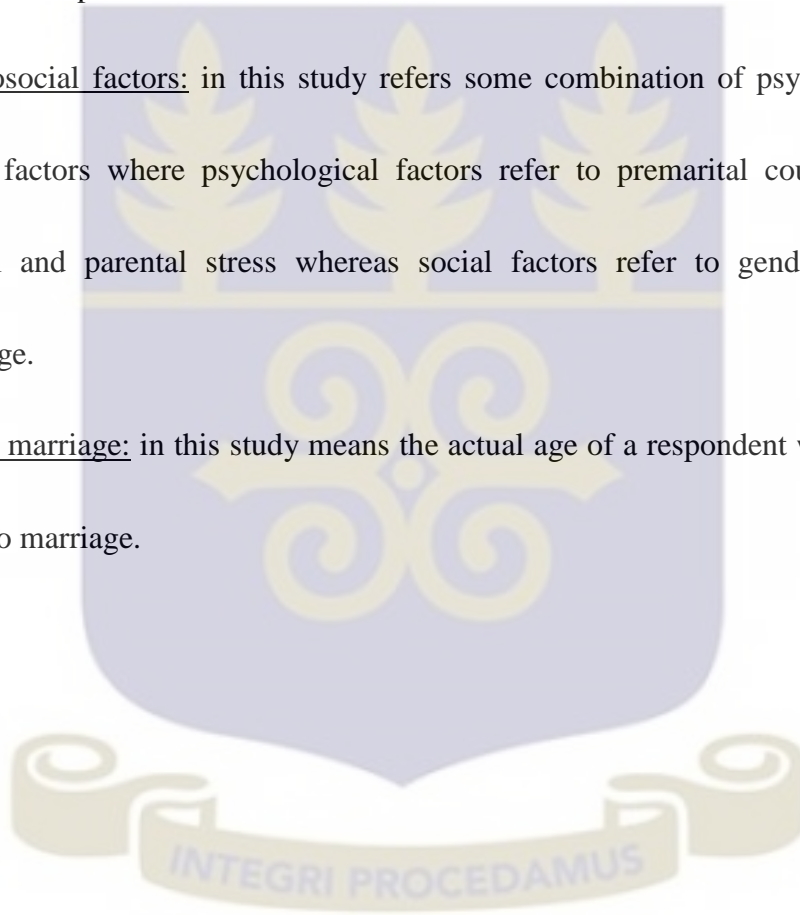 osocial factors: in this study refers some combination of psy
factors where psychological factors refer to premarital cou
and parental stress whereas social factors refer to gend
ge.
marriage: in this study means the actual age of a respondent
o marriage.
INTEGRI PROCEDAMUS